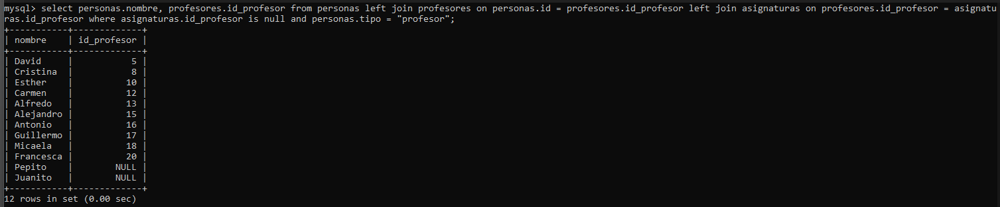 mysql> select personas.nombre, profesores.id_profesor from personas left join profesores on personas.id = profesores.id_profesor left join asignaturas on profesores.id_profesor = asignatu
ras.id_profesor where asignaturas.id_profesor is null and personas.tipo = "profesor";
+-----------+-------------+
| nombre    | id_profesor |
+-----------+-------------+
| David     |           5 |
| Cristina  |           8 |
| Esther    |          10 |
| Carmen    |          12 |
| Alfredo   |          13 |
| Alejandro |          15 |
| Antonio   |          16 |
| Guillermo |          17 |
| Micaela   |          18 |
| Francesca |          20 |
| Pepito    |        NULL |
| Juanito   |        NULL |
+-----------+-------------+
12 rows in set (0.00 sec)